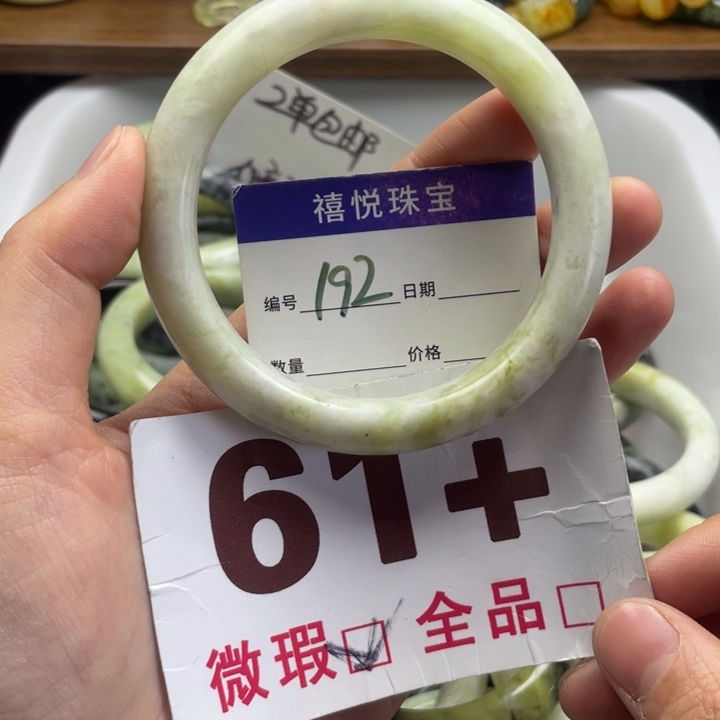 2单包邮
禧悦珠宝
编号 192 日期
数量 价格
61+
微瑕 全品